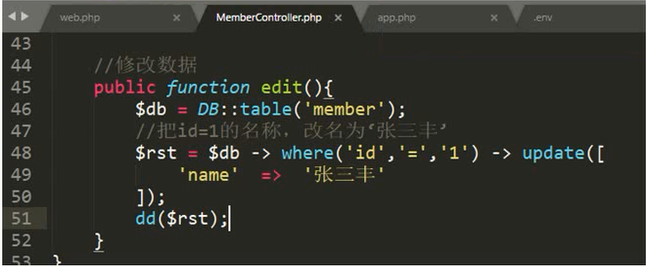 web.php MemberController.php app.php .env
43
44 //修改数据
45 public function edit(){
46 $db = DB::table('member');
47 //把id=1的名称，改名为‘张三丰’
48 $rst = $db -> where('id','=','1') -> update([
49 'name' => '张三丰'
50 ]);
51 dd($rst);
52 }
53 }